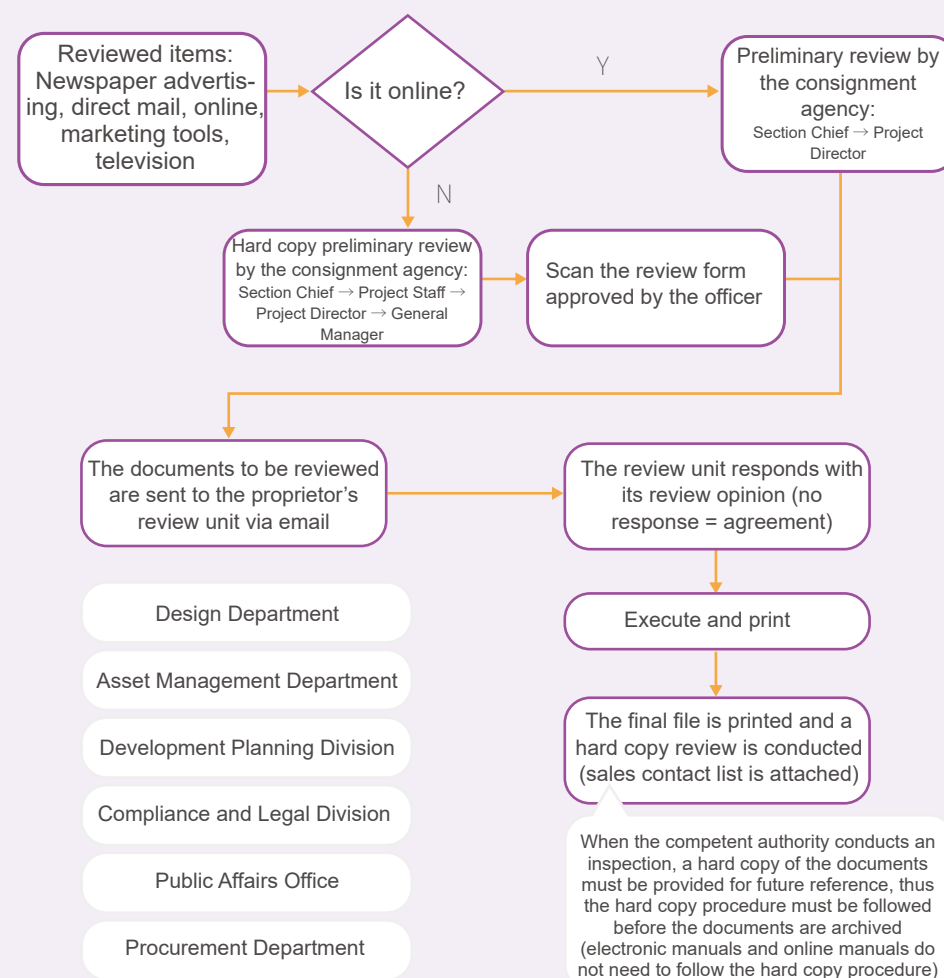 Reviewed items:
Newspaper advertis-
ing, direct mail, online,
marketing tools,
television
Is it online?
Y
Preliminary review by
the consignment
agency:
Section Chief → Project
Director
N
Hard copy preliminary review
by the consignment agency:
Section Chief → Project Staff →
Project Director → General
Manager
Scan the review form
approved by the officer
The documents to be reviewed
are sent to the proprietor’s
review unit via email
The review unit responds with
its review opinion (no
response = agreement)
Design Department
Asset Management Department
Development Planning Division
Compliance and Legal Division
Public Affairs Office
Procurement Department
Execute and print
The final file is printed and a
hard copy review is conducted
(sales contact list is attached)
When the competent authority conducts an
inspection, a hard copy of the documents
must be provided for future reference, thus
the hard copy procedure must be followed
before the documents are archived
(electronic manuals and online manuals do
not need to follow the hard copy procedure)